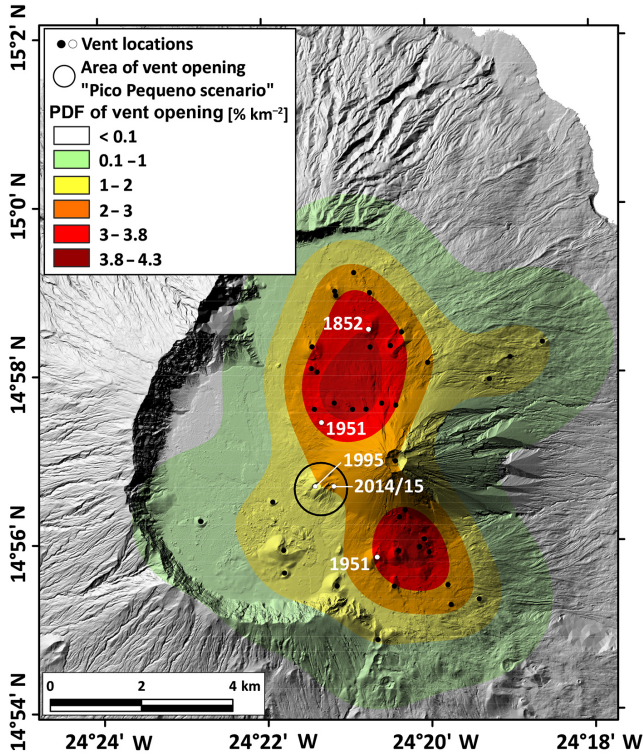 Vent locations
Area of vent opening
"Pico Pequeno scenario"
PDF of vent opening [% km⁻²]
< 0.1
0.1 – 1
1 – 2
2 – 3
3 – 3.8
3.8 – 4.3
15°2' N
15°0' N
14°58' N
14°56' N
14°54' N
1852
1951
1995
2014/15
1951
0 2 4 km
24°24' W
24°22' W
24°20' W
24°18' W